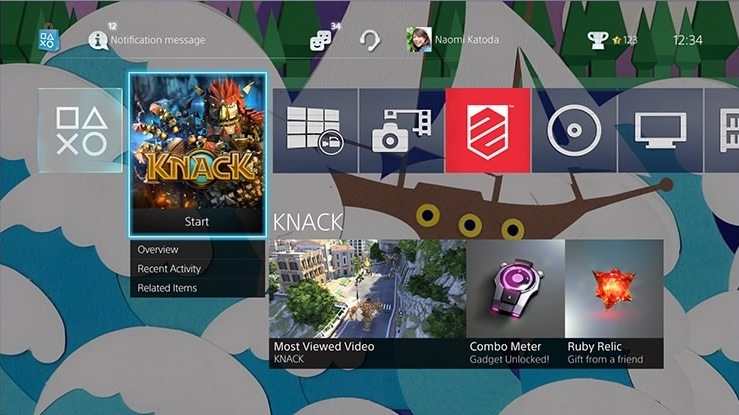 12
Notification message
34
Naomi Katoda
123
12:34
KNACK
Start
Overview
Recent Activity
Related Items
KNACK
Most Viewed Video
KNACK
Combo Meter
Gadget Unlocked!
Ruby Relic
Gift from a friend